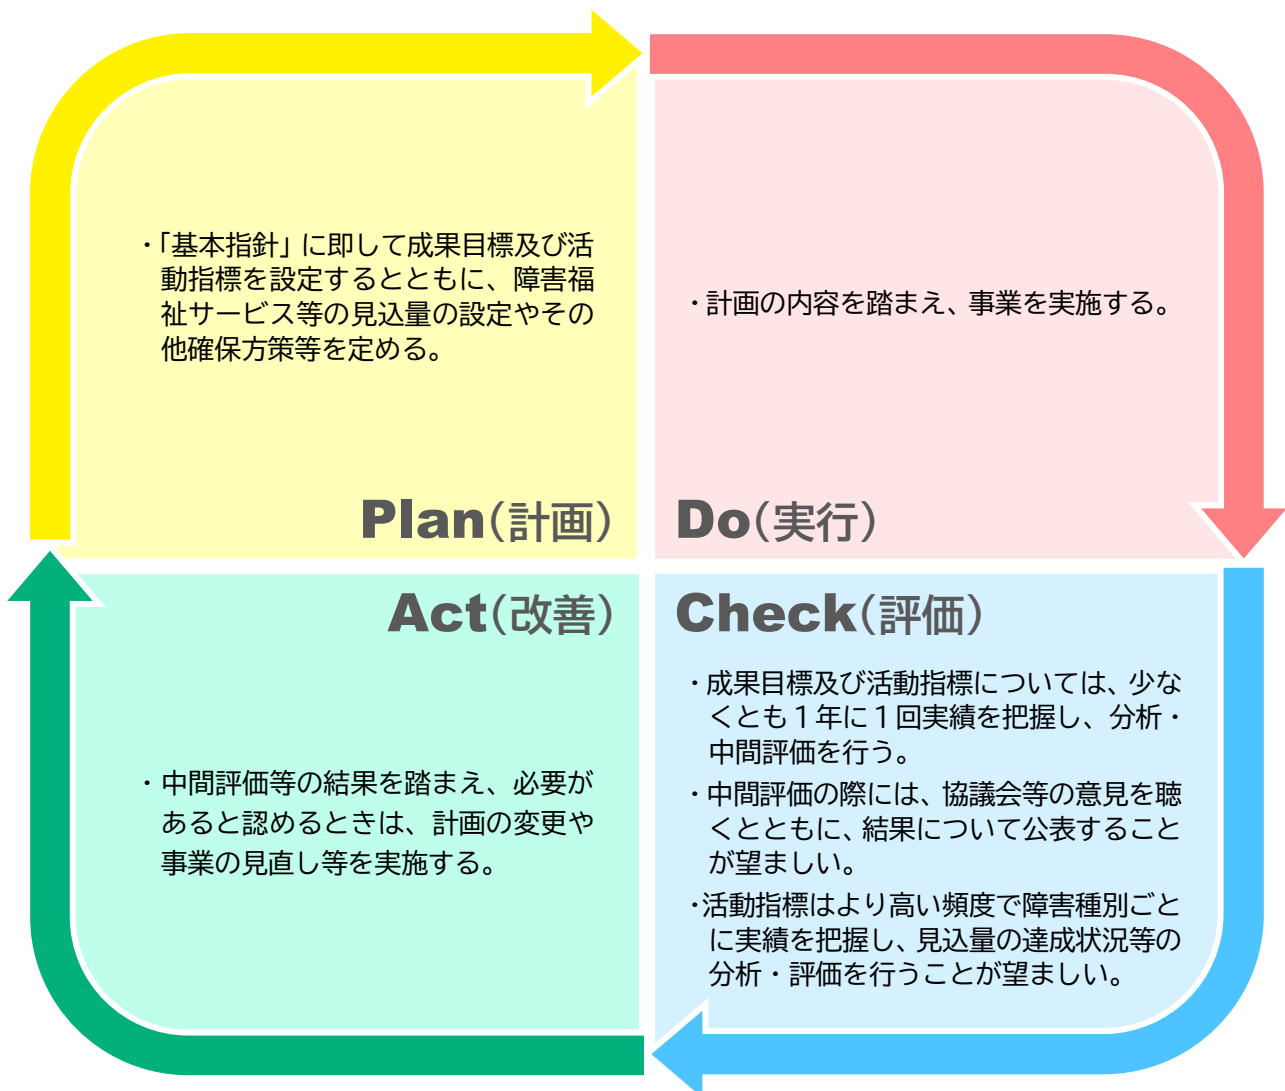 ・「基本指針」に即して成果目標及び活
動指標を設定するとともに、障害福
祉サービス等の見込量の設定やその
他確保方策等を定める。
Plan(計画)
・計画の内容を踏まえ、事業を実施する。
Do(実行)
Act(改善)
・中間評価等の結果を踏まえ、必要が
あると認めるときは、計画の変更や
事業の見直し等を実施する。
Check(評価)
・成果目標及び活動指標については、少な
くとも１年に１回実績を把握し、分析・
中間評価を行う。
・中間評価の際には、協議会等の意見を聴
くとともに、結果について公表すること
が望ましい。
・活動指標はより高い頻度で障害種別ごと
に実績を把握し、見込量の達成状況等の
分析・評価を行うことが望ましい。